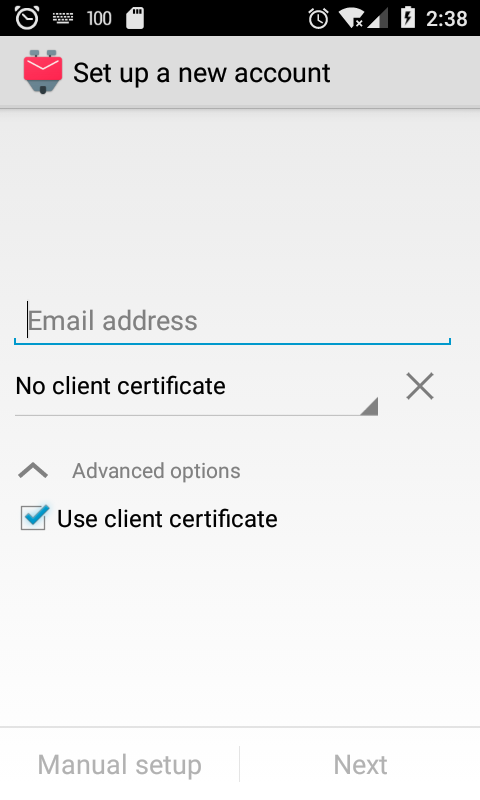 100
2:38
Set up a new account
Email address
No client certificate
Advanced options
Use client certificate
Manual setup
Next